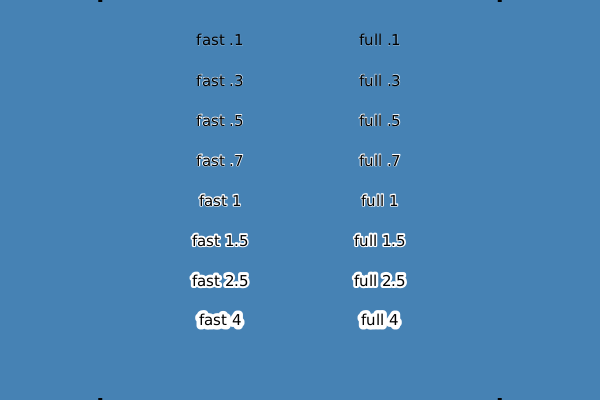 fast .1 full .1
fast .3 full .3
fast .5 full .5
fast .7 full .7
fast 1 full 1
fast 1.5 full 1.5
fast 2.5 full 2.5
fast 4 full 4